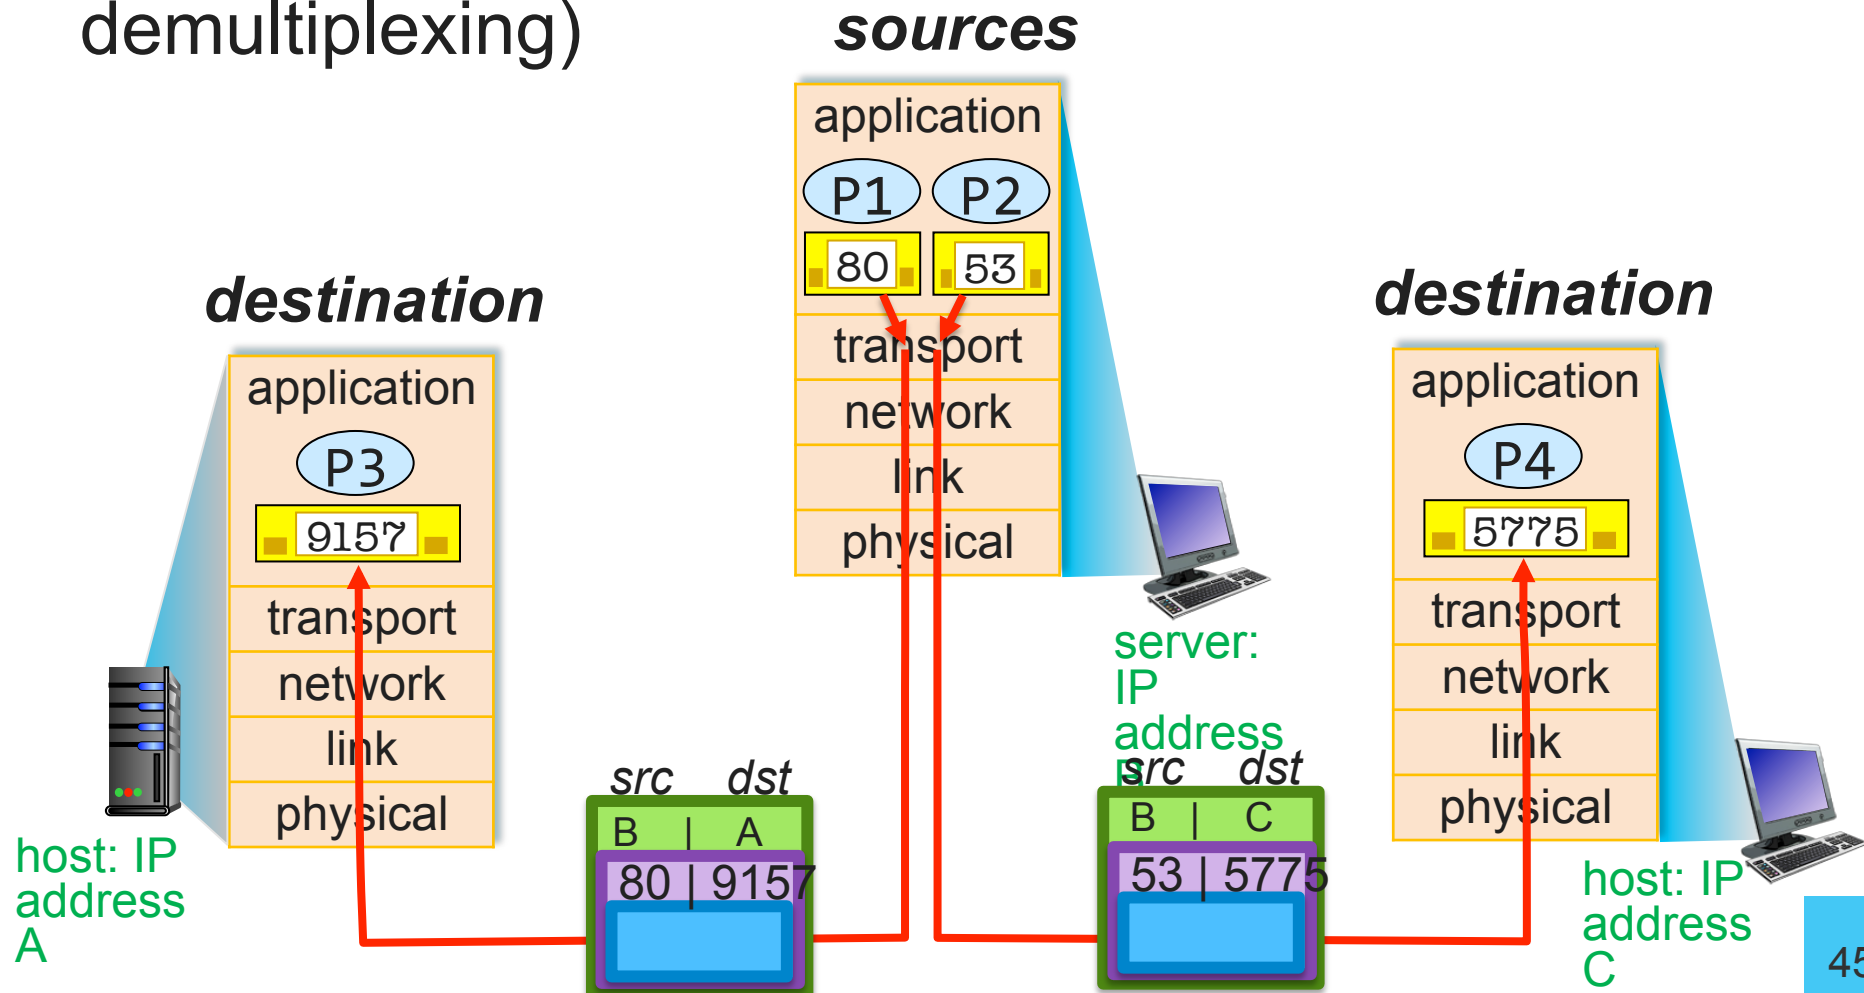 demultiplexing)
sources
application
P1 P2
80 53
transport
network
link
physical
server:
IP
address
B
destination
application
P3
9157
transport
network
link
physical
host: IP
address
A
src dst
B | A
80 | 9157
src dst
B | C
53 | 5775
destination
application
P4
5775
transport
network
link
physical
host: IP
address
C
45